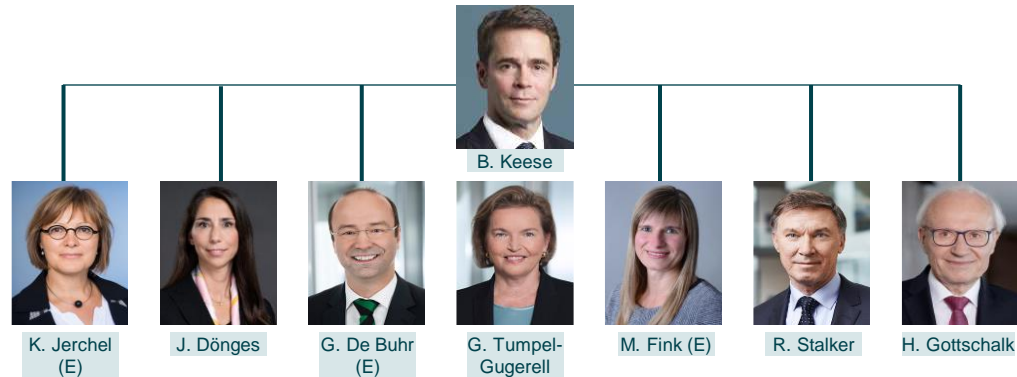 B. Keese
K. Jerchel
(E)
J. Dönges
G. De Buhr
(E)
G. Tumpel-
Gugerell
M. Fink (E)
R. Stalker
H. Gottschalk